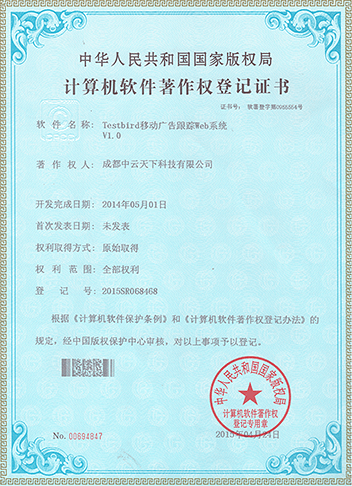 中华人民共和国国家版权局
计算机软件著作权登记证书
证书号： 软著登字第0955554号
软件名称： Testbird移动广告跟踪Web系统
V1.0
著作权人： 成都中云天下科技有限公司
开发完成日期： 2014年05月01日
首次发表日期： 未发表
权利取得方式： 原始取得
权利范围： 全部权利
登记号： 2015SR068468
根据《计算机软件保护条例》和《计算机软件著作权登记办法》的
规定，经中国版权保护中心审核，对以上事项予以登记。
中华人民共和国国家版权局
计算机软件著作权
登记专用章
No. 00694847
2015年04月24日